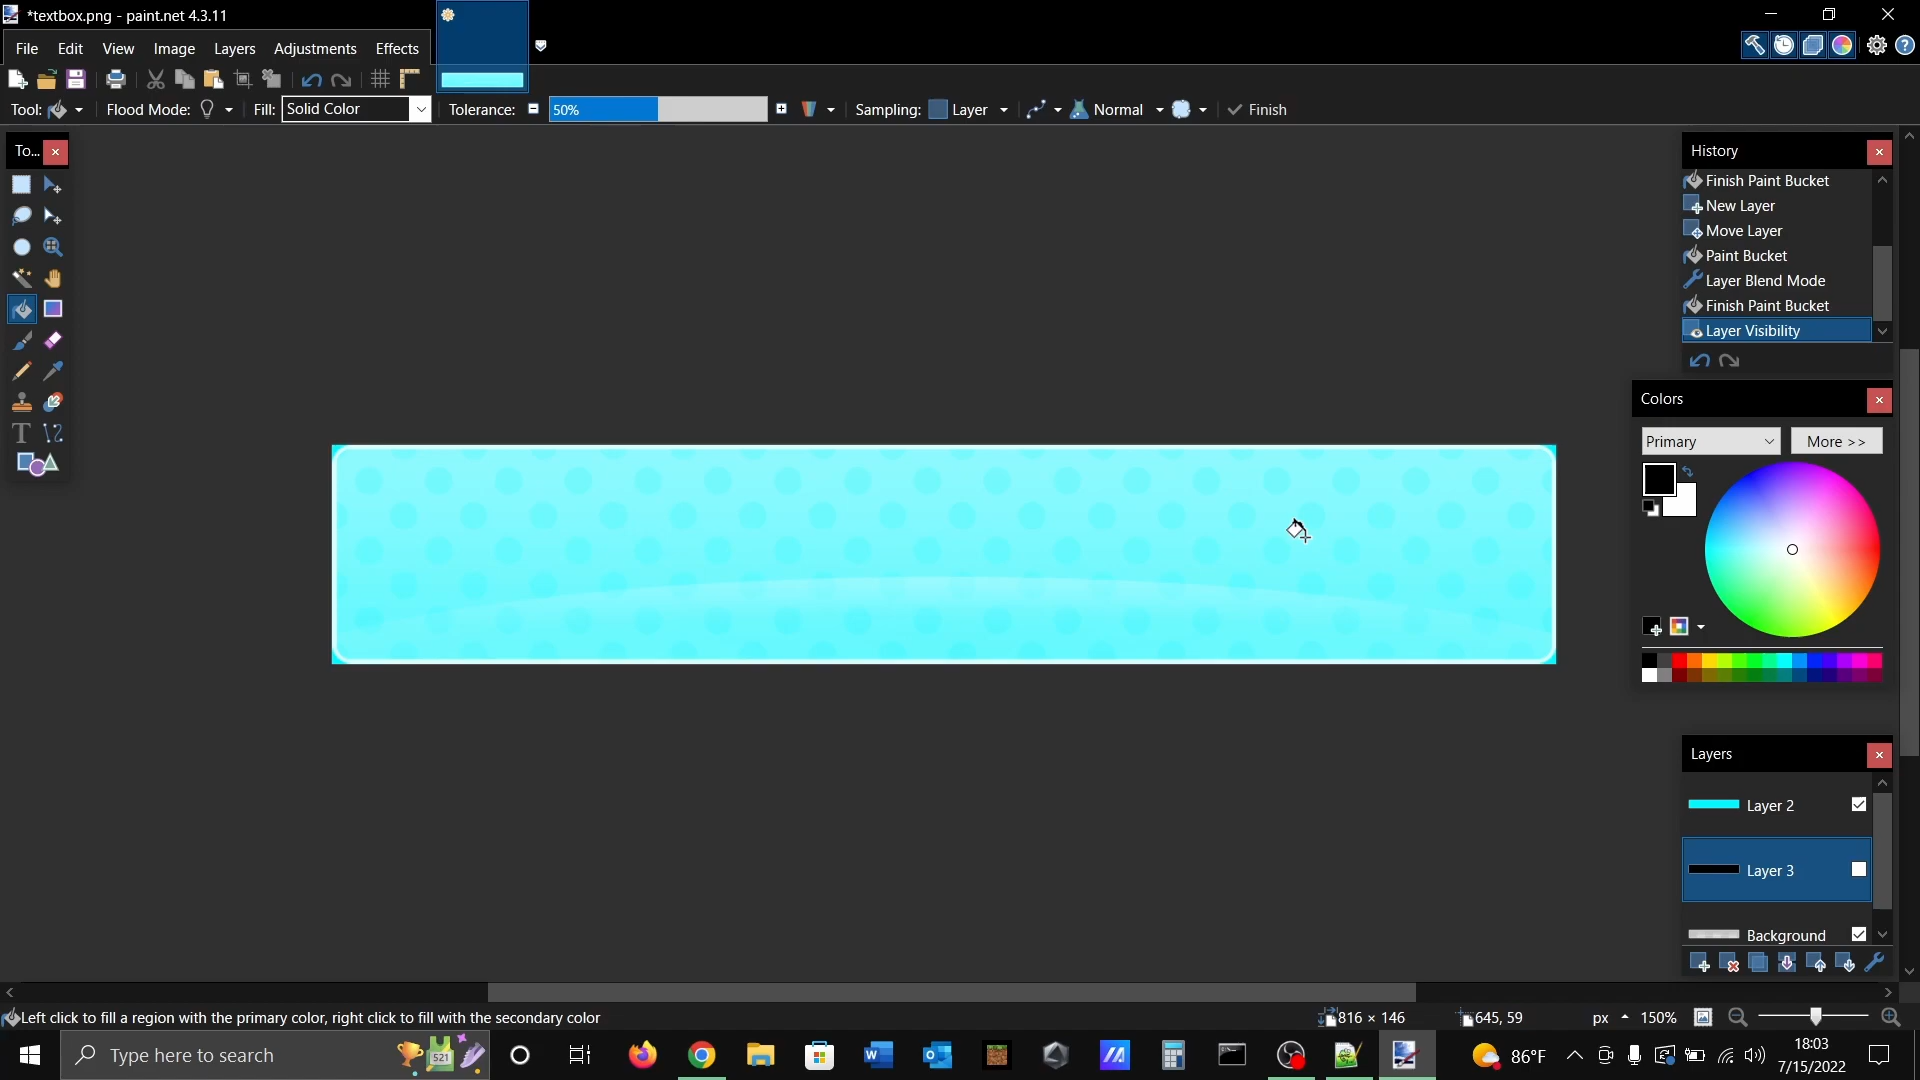 *textbox.png - paint.net 4.3.11
File Edit View Image Layers Adjustments Effects
Tool: Flood Mode: Fill: Solid Color Tolerance: 50% Sampling: Layer Normal Finish
To...
History
Finish Paint Bucket
New Layer
Move Layer
Paint Bucket
Layer Blend Mode
Finish Paint Bucket
Layer Visibility
Colors
Primary More >>
Layers
Layer 2
Layer 3
Background
Left click to fill a region with the primary color, right click to fill with the secondary color 816 × 146 645, 59 px 150%
Type here to search 521 86°F 18:03
7/15/2022